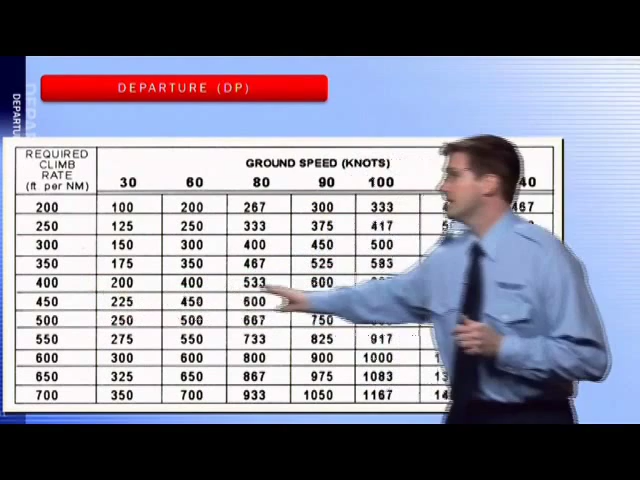 DEPARTURE (DP)
REQUIRED
CLIMB
RATE
(ft per NM)
GROUND SPEED (KNOTS)
30 60 80 90 100 40
200 100 200 267 300 333 467
250 125 250 333 375 417
300 150 300 400 450 500
350 175 350 467 525 583
400 200 400 533 600
450 225 450 600
500 250 500 667 750
550 275 550 733 825 917
600 300 600 800 900 1000
650 325 650 867 975 1083
700 350 700 933 1050 1167